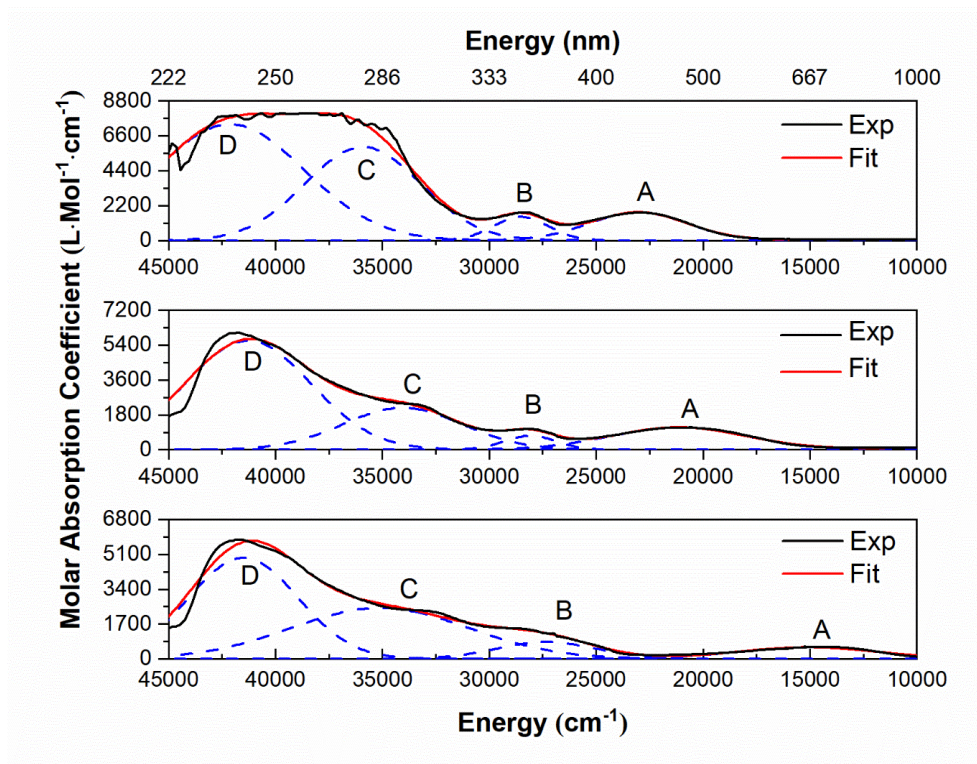 Energy (nm)
222 250 286 333 400 500 667 1000
Molar Absorption Coefficient (L·Mol⁻¹·cm⁻¹)
8800
6600
4400
2200
0
D
C
B
A
Exp
Fit
45000 40000 35000 30000 25000 20000 15000 10000
7200
5400
3600
1800
0
D
C
B
A
Exp
Fit
45000 40000 35000 30000 25000 20000 15000 10000
6800
5100
3400
1700
0
D
C
B
A
Exp
Fit
45000 40000 35000 30000 25000 20000 15000 10000
Energy (cm⁻¹)